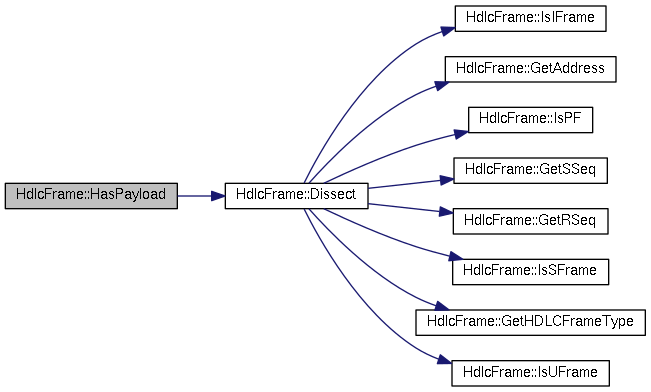 HdlcFrame::HasPayload
HdlcFrame::Dissect
HdlcFrame::IsIFrame
HdlcFrame::GetAddress
HdlcFrame::IsPF
HdlcFrame::GetSSeq
HdlcFrame::GetRSeq
HdlcFrame::IsSFrame
HdlcFrame::GetHDLCFrameType
HdlcFrame::IsUFrame